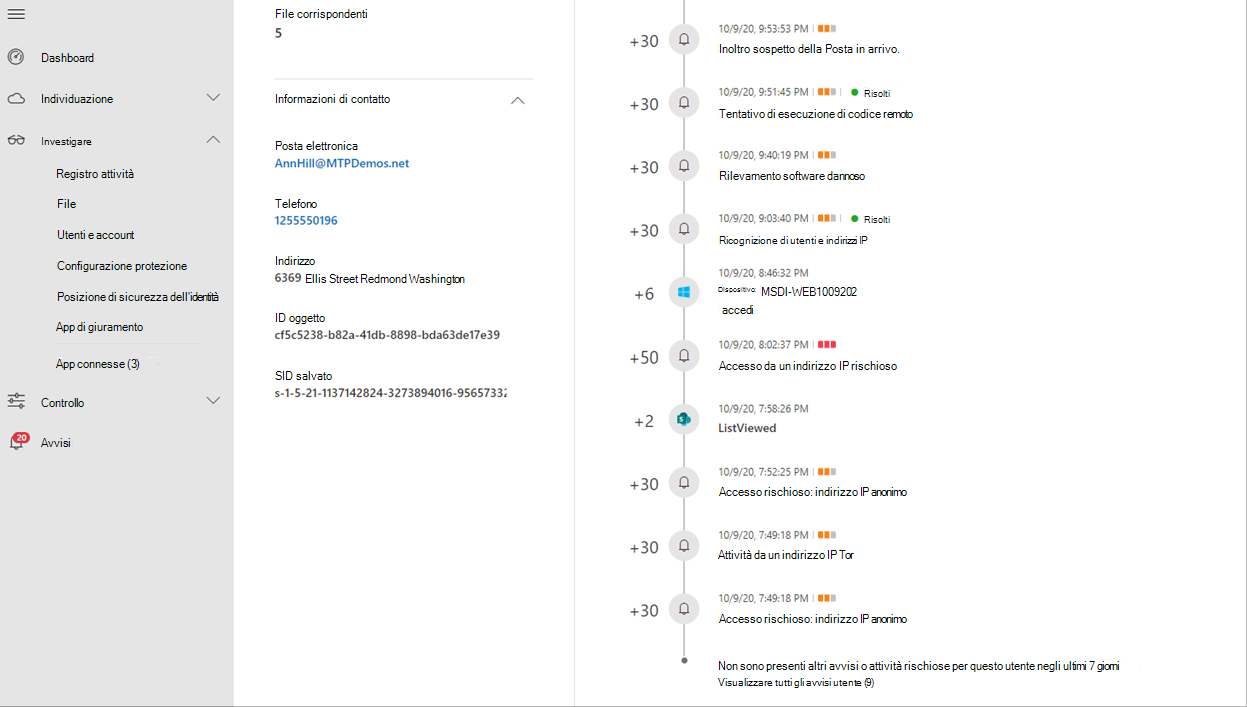 Dashboard
Individuazione
Investigare
Registro attività
File
Utenti e account
Configurazione protezione
Posizione di sicurezza dell'identità
App di giuramento
App connesse (3)
Controllo
20
Avvisi
File corrispondenti
5
Informazioni di contatto
Posta elettronica
AnnHill@MTPDemos.net
Telefono
1255550196
Indirizzo
6369 Ellis Street Redmond Washington
ID oggetto
cf5c5238-b82a-41db-8898-bda63de17e39
SID salvato
s-1-5-21-1137142824-3273894016-95657332
+30
10/9/20, 9:53:53 PM
Inoltro sospetto della Posta in arrivo.
+30
10/9/20, 9:51:45 PM Risolti
Tentativo di esecuzione di codice remoto
+30
10/9/20, 9:40:19 PM
Rilevamento software dannoso
+30
10/9/20, 9:03:40 PM Risolti
Ricognizione di utenti e indirizzi IP
+6
10/9/20, 8:46:32 PM
Dispositivo: MSDI-WEB1009202
accedi
+50
10/9/20, 8:02:37 PM
Accesso da un indirizzo IP rischioso
+2
10/9/20, 7:58:26 PM
ListViewed
+30
10/9/20, 7:52:25 PM
Accesso rischioso: indirizzo IP anonimo
+30
10/9/20, 7:49:18 PM
Attività da un indirizzo IP Tor
+30
10/9/20, 7:49:18 PM
Accesso rischioso: indirizzo IP anonimo
Non sono presenti altri avvisi o attività rischiose per questo utente negli ultimi 7 giorni
Visualizzare tutti gli avvisi utente (9)